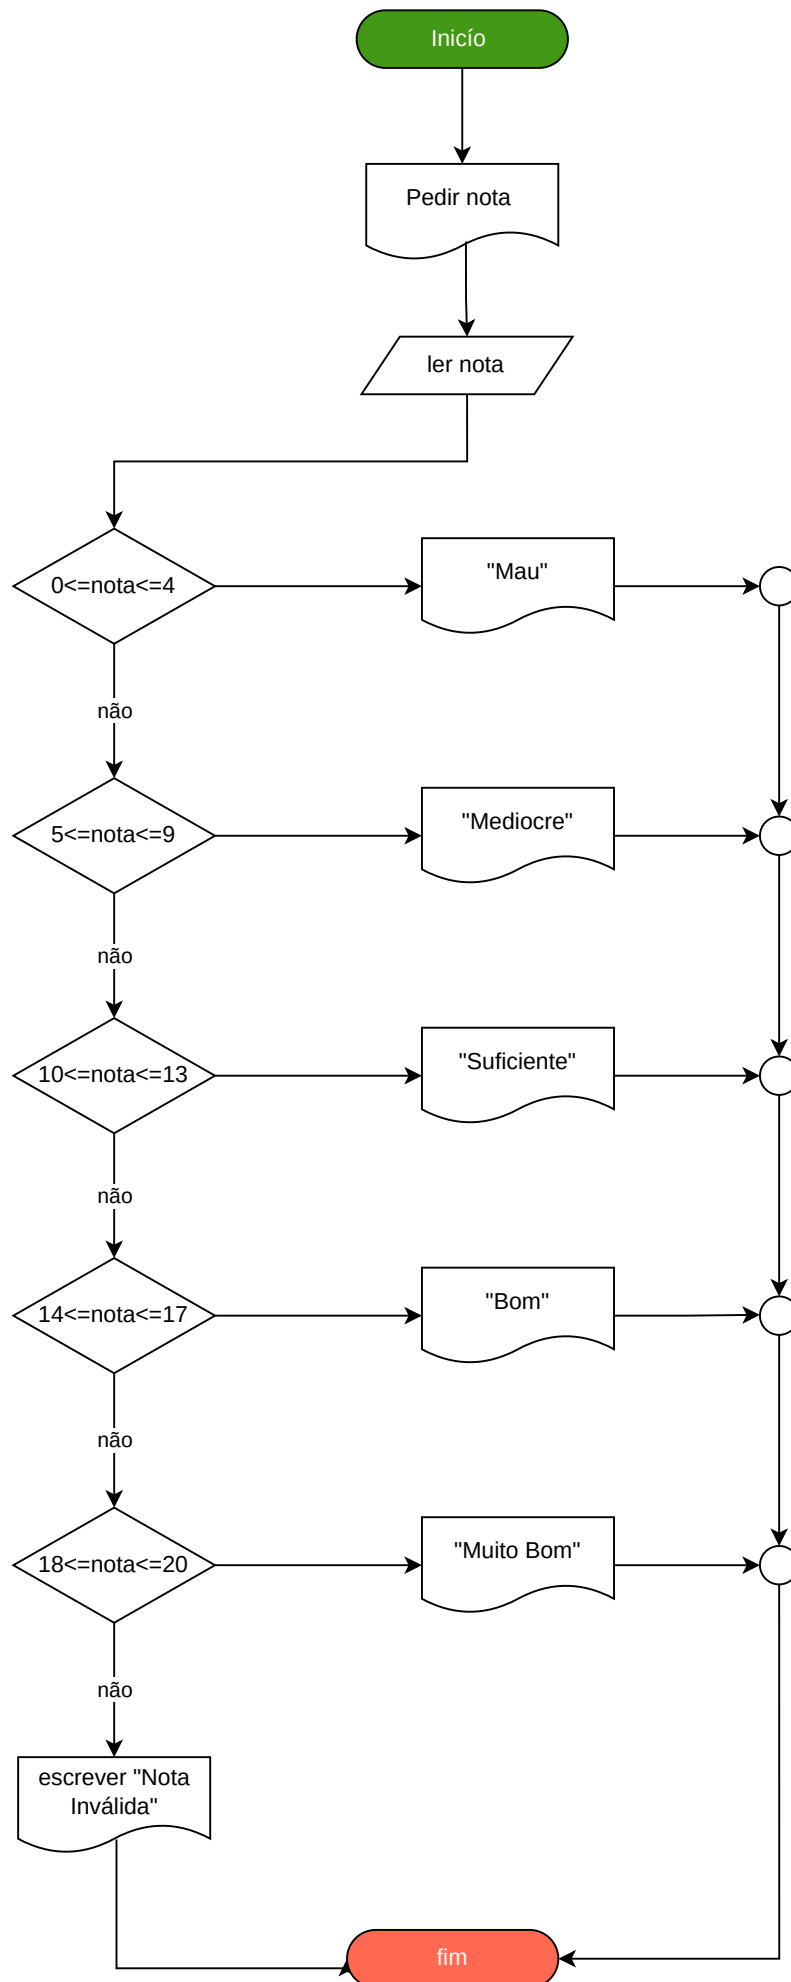 Inicío
Pedir nota
ler nota
0<=nota<=4
"Mau"
não
5<=nota<=9
"Mediocre"
não
10<=nota<=13
"Suficiente"
não
14<=nota<=17
"Bom"
não
18<=nota<=20
"Muito Bom"
não
escrever "Nota
Inválida"
fim